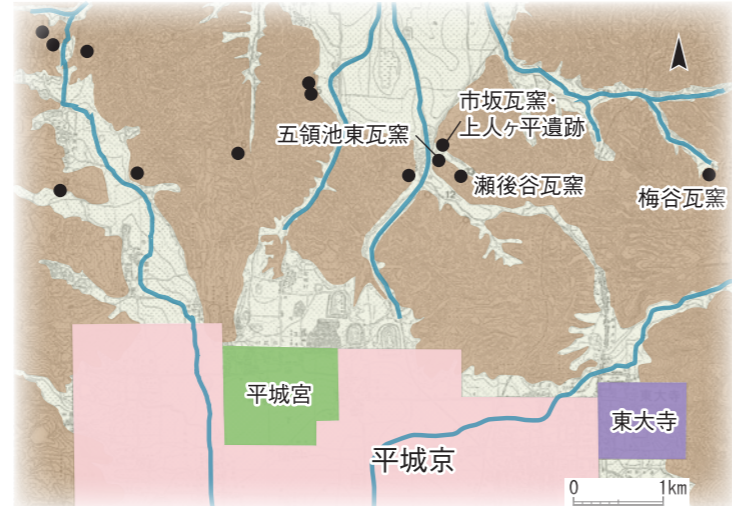 市坂瓦窯・
上人ヶ平遺跡
五領池東瓦窯
瀬後谷瓦窯
梅谷瓦窯
平城宮
東大寺
平城京
0 1km